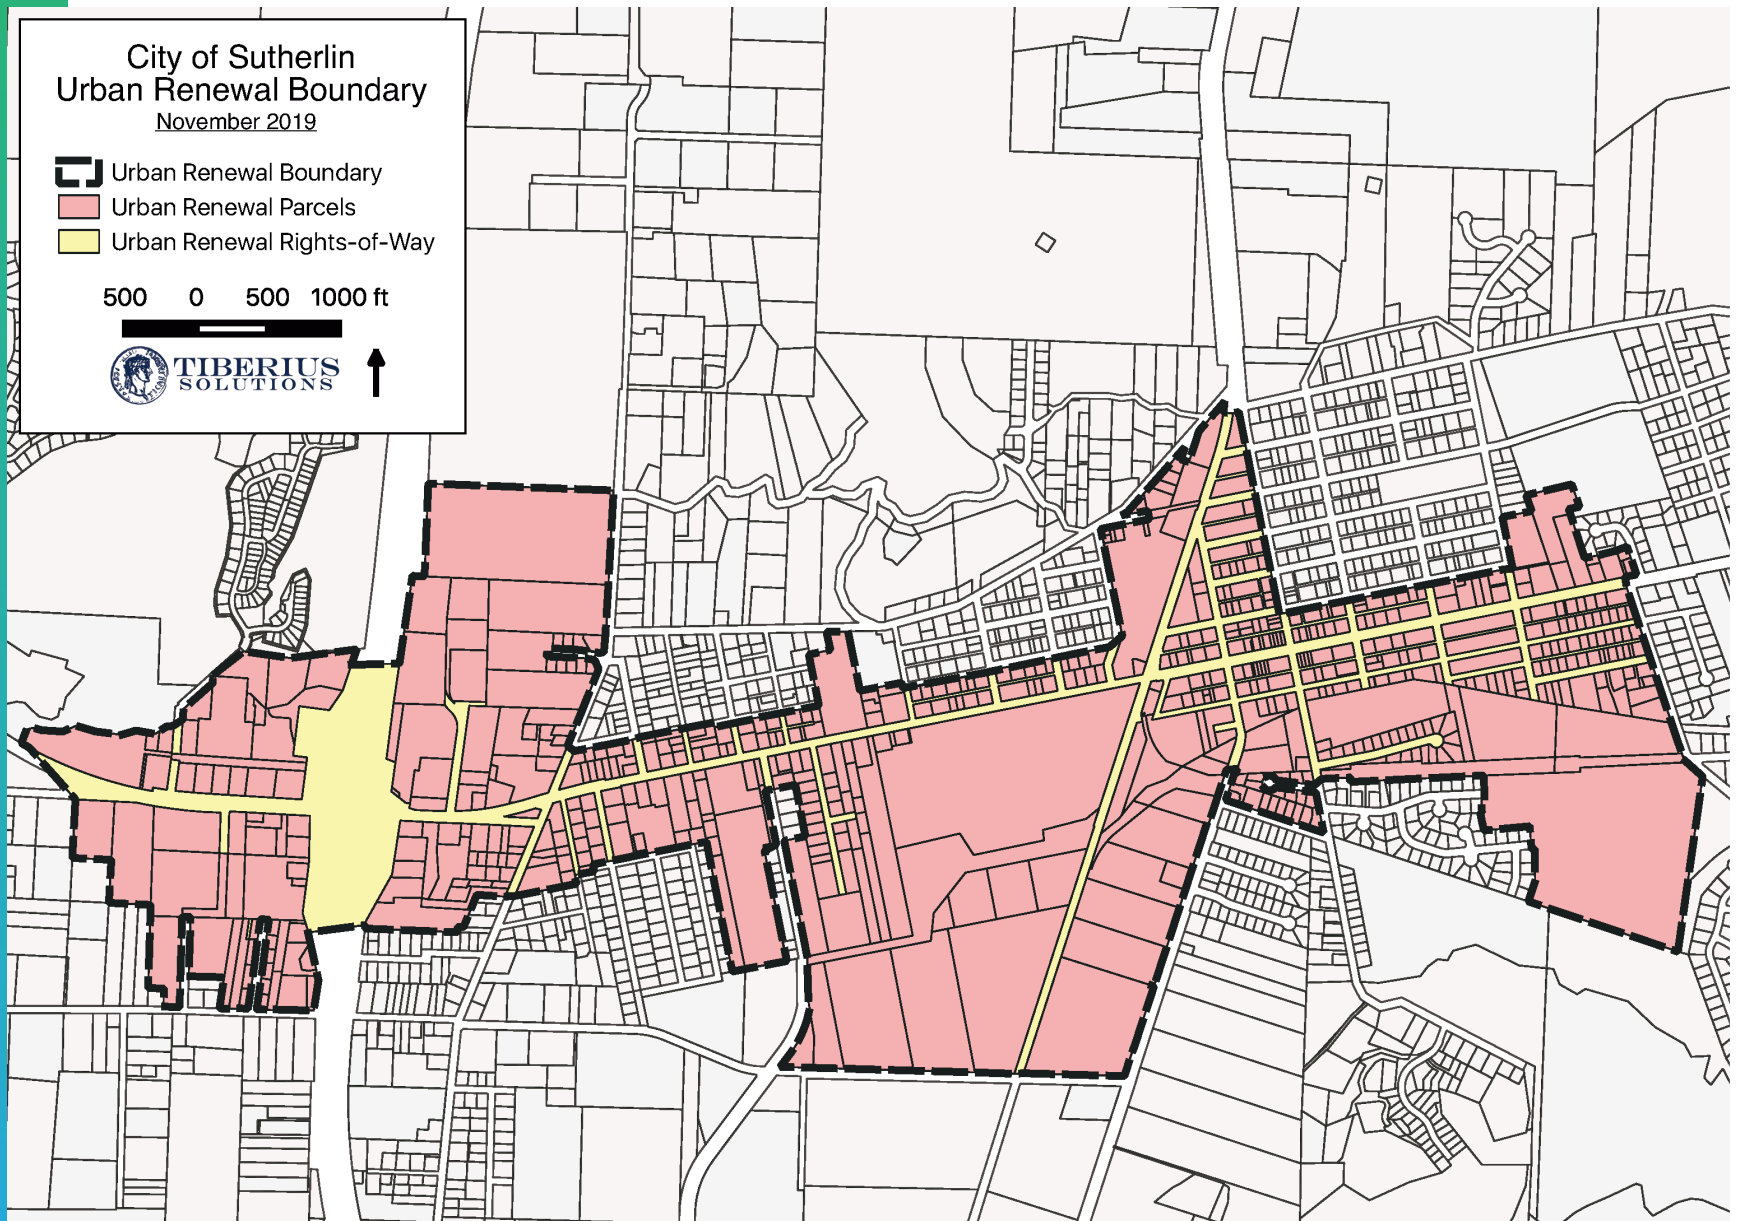 City of Sutherlin
Urban Renewal Boundary
November 2019
Urban Renewal Boundary
Urban Renewal Parcels
Urban Renewal Rights-of-Way
500 0 500 1000 ft
TIBERIUS
SOLUTIONS